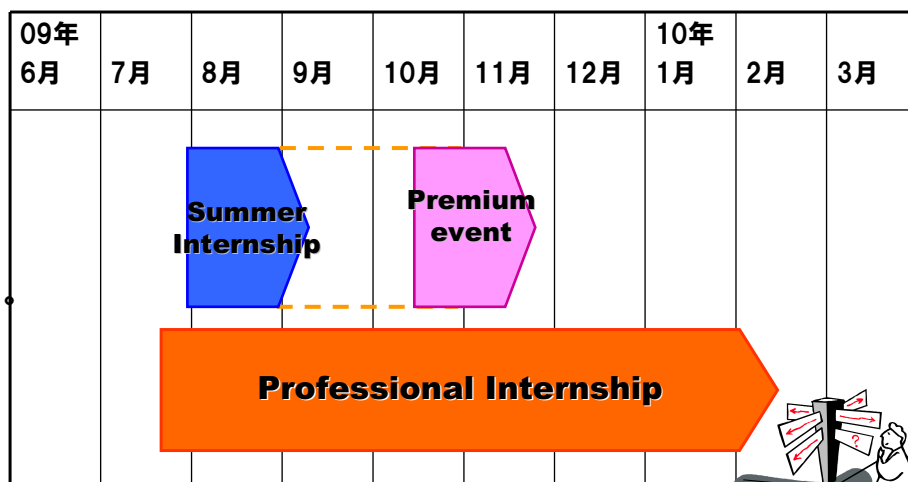 09年
10年
6月 7月 8月 9月 10月 11月 12月 1月 2月 3月
Summer
Internship
Premium
event
Professional Internship
?